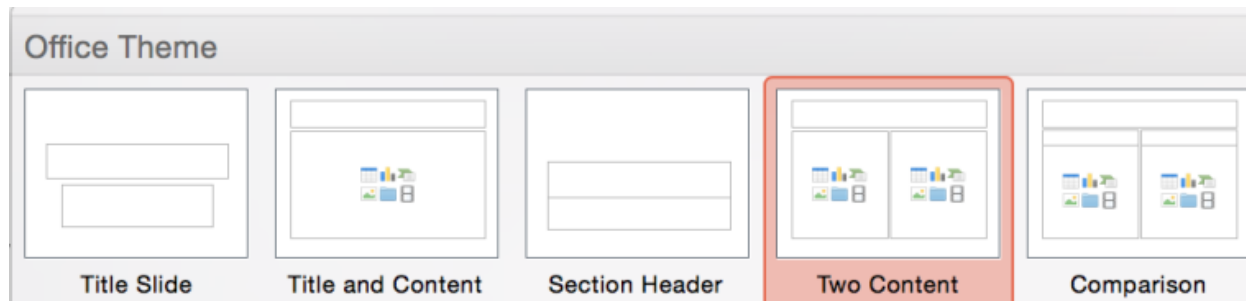 Office Theme
Title Slide
Title and Content
Section Header
Two Content
Comparison